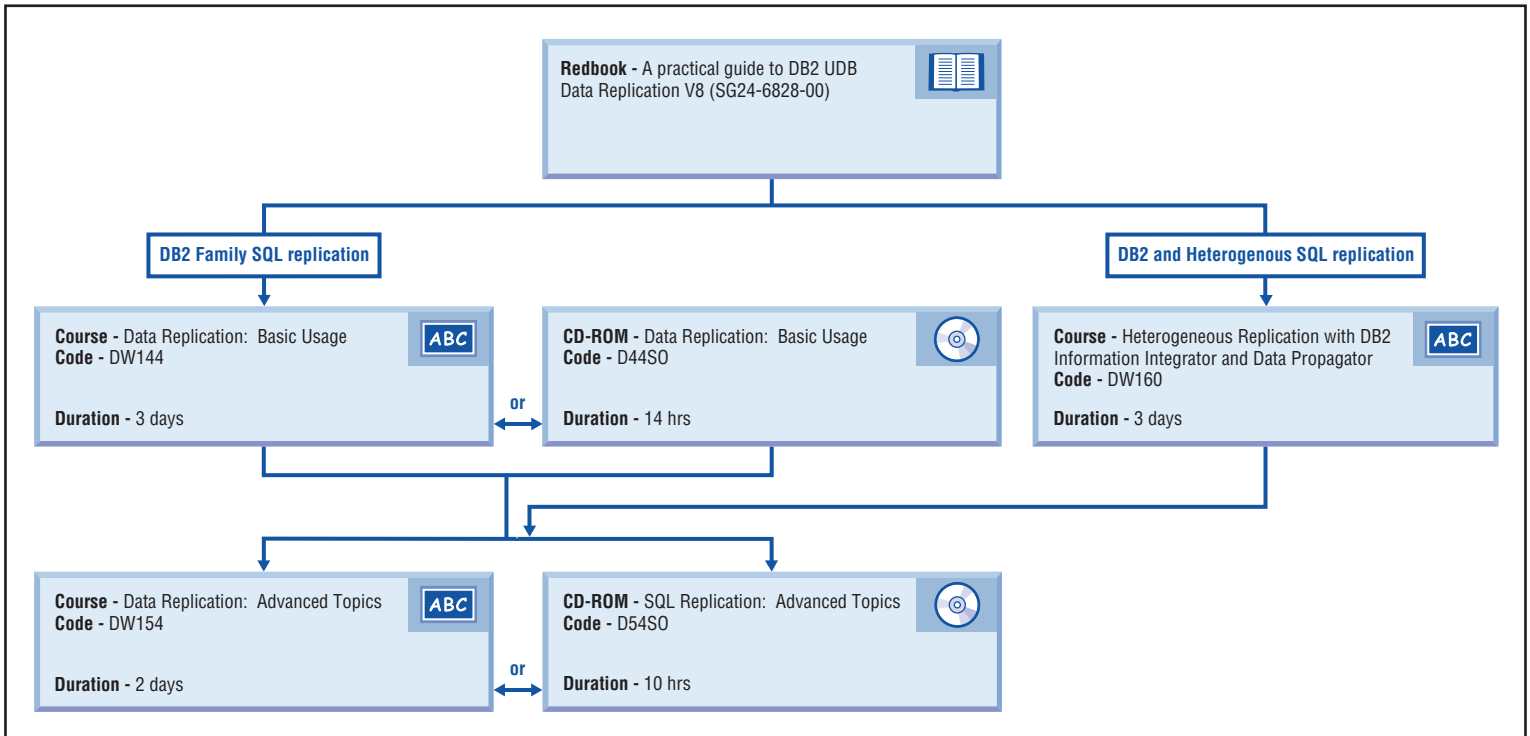 Redbook - A practical guide to DB2 UDB
Data Replication V8 (SG24-6828-00)
DB2 Family SQL replication
DB2 and Heterogenous SQL replication
Course - Data Replication: Basic Usage
Code - DW144
Duration - 3 days
ABC
or
CD-ROM - Data Replication: Basic Usage
Code - D44SO
Duration - 14 hrs
Course - Heterogeneous Replication with DB2
Information Integrator and Data Propagator
Code - DW160
Duration - 3 days
ABC
Course - Data Replication: Advanced Topics
Code - DW154
Duration - 2 days
ABC
or
CD-ROM - SQL Replication: Advanced Topics
Code - D54SO
Duration - 10 hrs